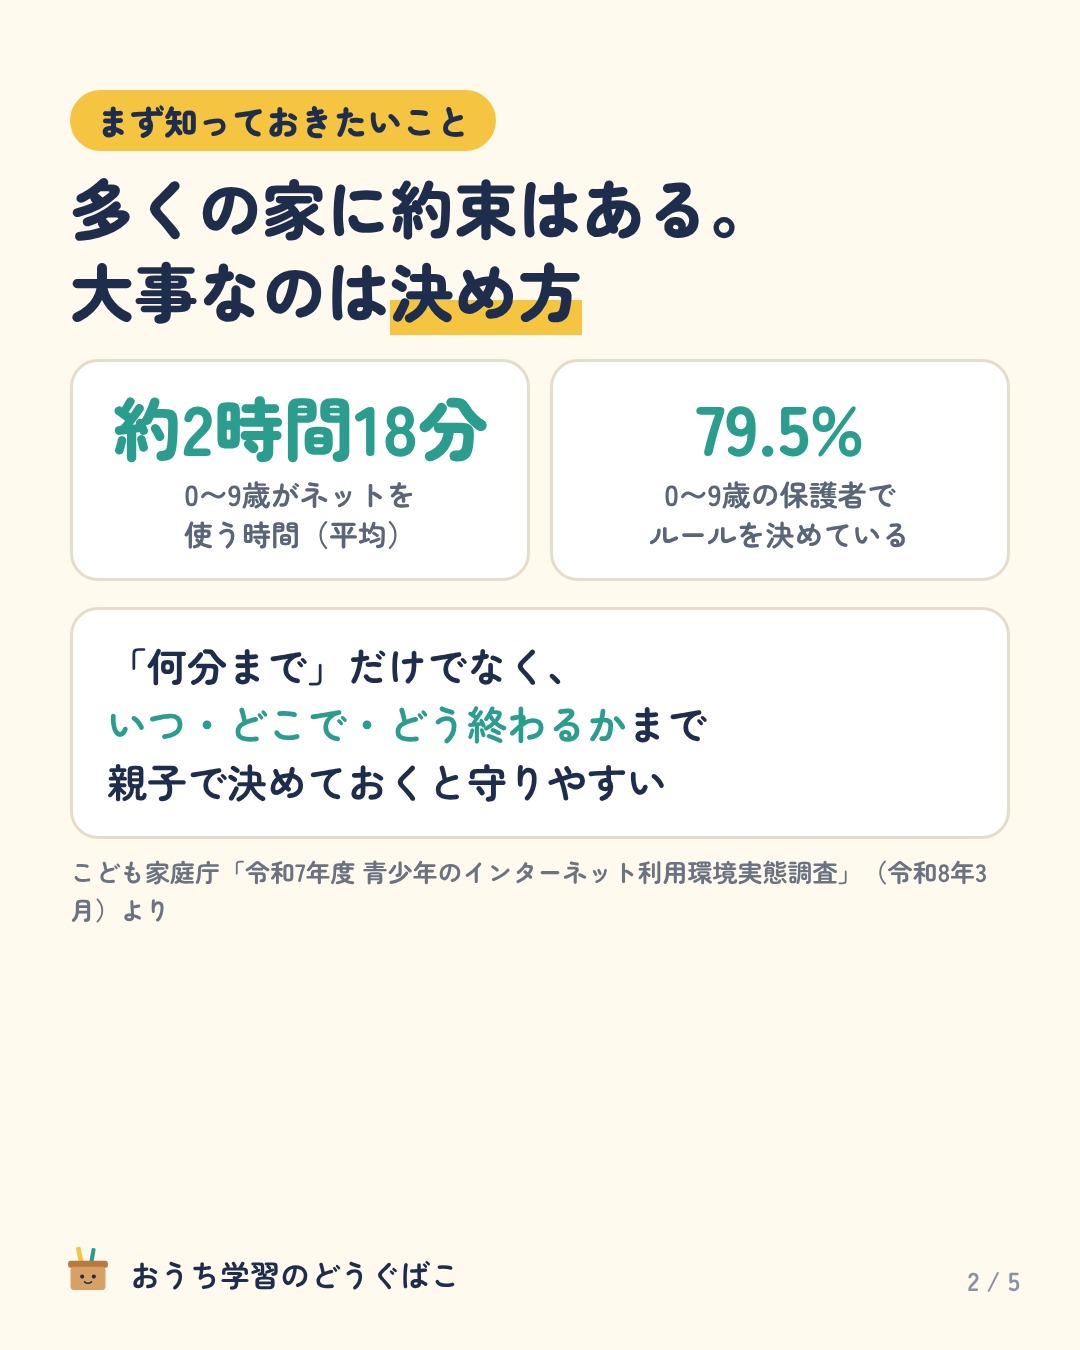 まず知っておきたいこと
多くの家に約束はある。
大事なのは決め方
約2時間18分
0〜9歳がネットを
使う時間（平均）
79.5%
0〜9歳の保護者で
ルールを決めている
「何分まで」だけでなく、
いつ・どこで・どう終わるかまで
親子で決めておくと守りやすい
こども家庭庁「令和7年度 青少年のインターネット利用環境実態調査」（令和8年3
月）より
おうち学習のどうぐばこ
2 / 5